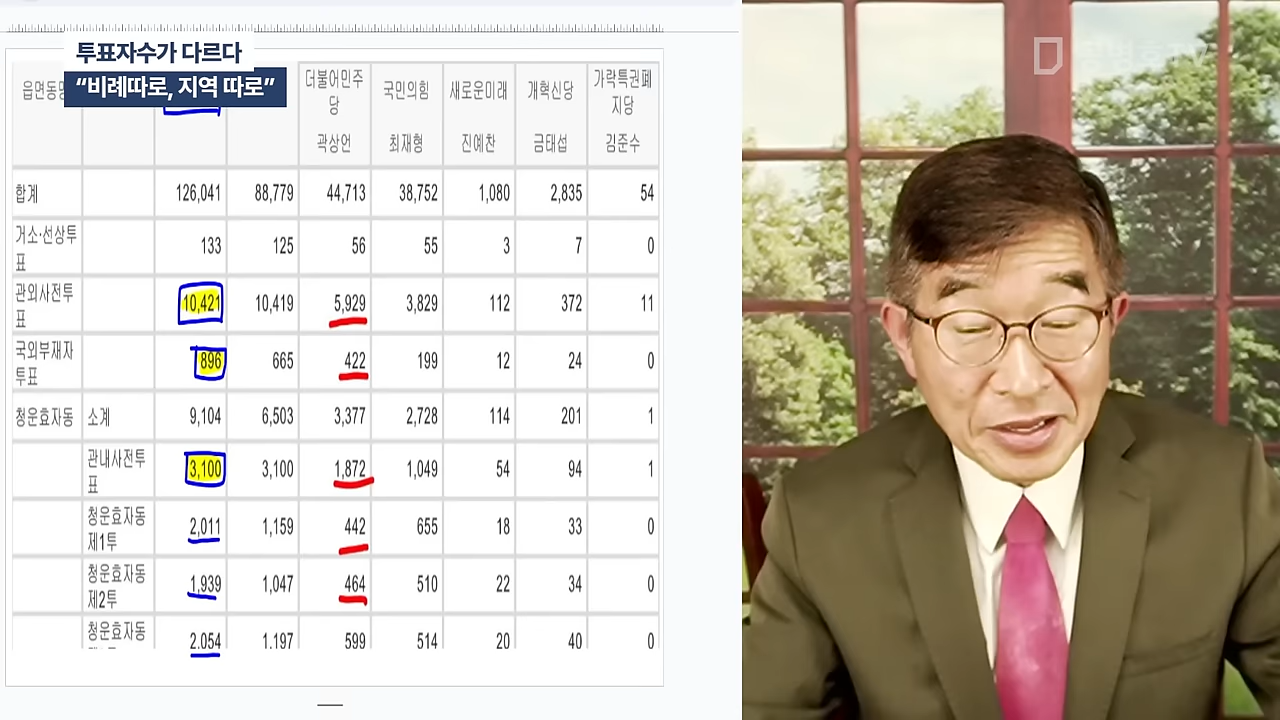 투표자수가 다르다
“비례따로, 지역 따로”
읍면동명
더불어민주당 국민의힘 새로운미래 개혁신당 가락특권폐지당
곽상언 최재형 진예찬 금태섭 김준수
합계 126,041 88,779 44,713 38,752 1,080 2,835 54
거소·선상투표 133 125 56 55 3 7 0
관외사전투표 10,421 10,419 5,929 3,829 112 372 11
국외부재자투표 896 665 422 199 12 24 0
청운효자동 소계 9,104 6,503 3,377 2,728 114 201 1
관내사전투표 3,100 3,100 1,872 1,049 54 94 1
청운효자동제1투 2,011 1,159 442 655 18 33 0
청운효자동제2투 1,939 1,047 464 510 22 34 0
청운효자동 2,054 1,197 599 514 20 40 0